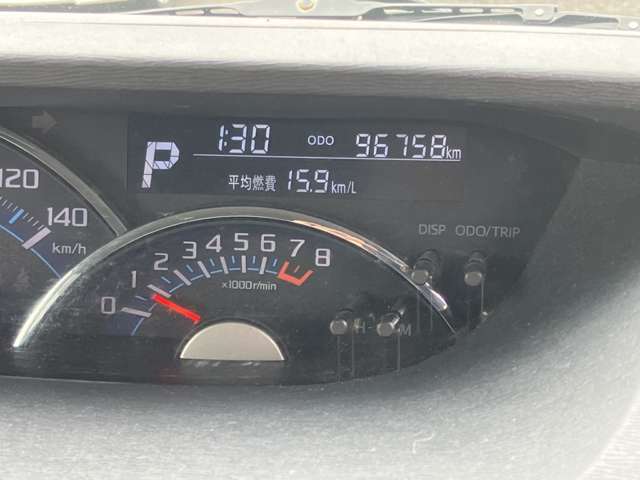 1:30 ODO 96758km
P
平均燃費 15.9km/L
120
140
km/h
DISP ODO/TRIP
0 1 2 3 4 5 6 7 8
×1000r/min
H M